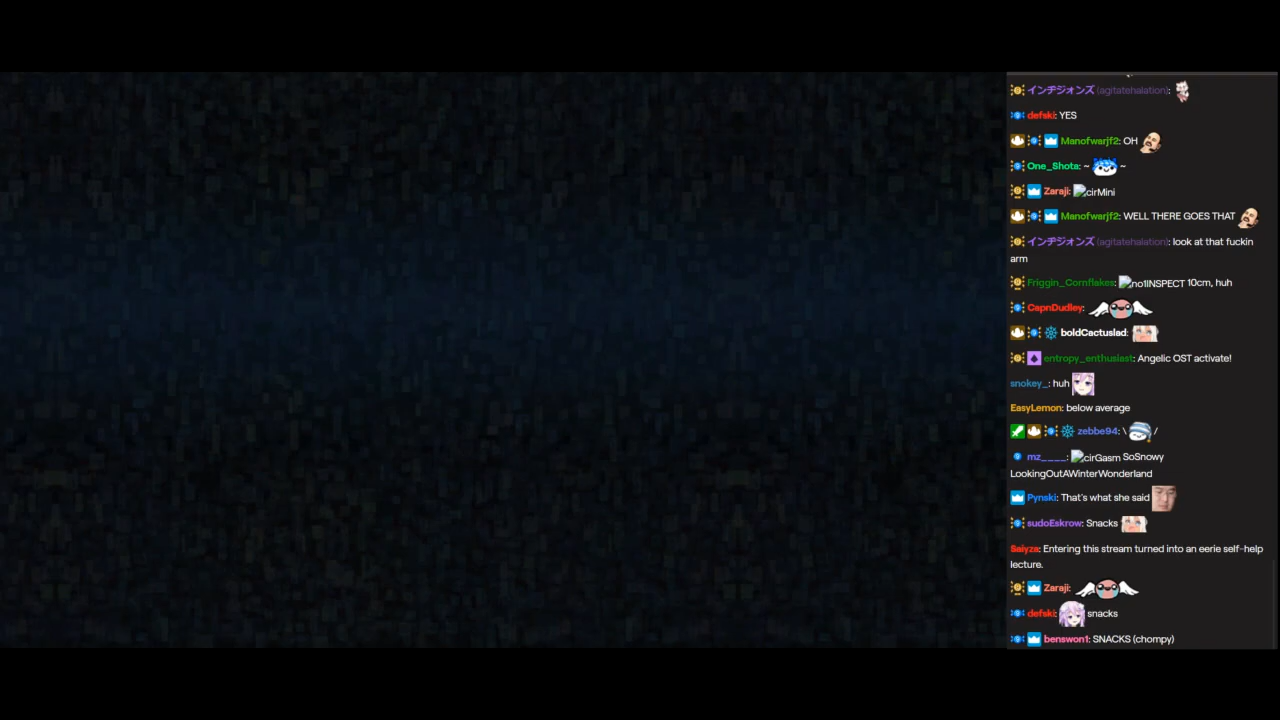 インヂジョンズ (agitatehalation):
defski: YES
Manofwarjf2: OH
One_Shota: ~ ~
Zaraji: cirMini
Manofwarjf2: WELL THERE GOES THAT
インヂジョンズ (agitatehalation): look at that fuckin
arm
Friggin_Cornflakes: no1INSPECT 10cm, huh
CapnDudley:
boldCactuslad:
entropy_enthusiast: Angelic OST activate!
snokey_: huh
EasyLemon: below average
zebbe94: \ /
mz____: cirGasm SoSnowy
LookingOutAWinterWonderland
Pynski: That's what she said
sudoEskrow: Snacks
Saiyza: Entering this stream turned into an eerie self-help
lecture.
Zaraji:
defski: snacks
benswon1: SNACKS (chompy)